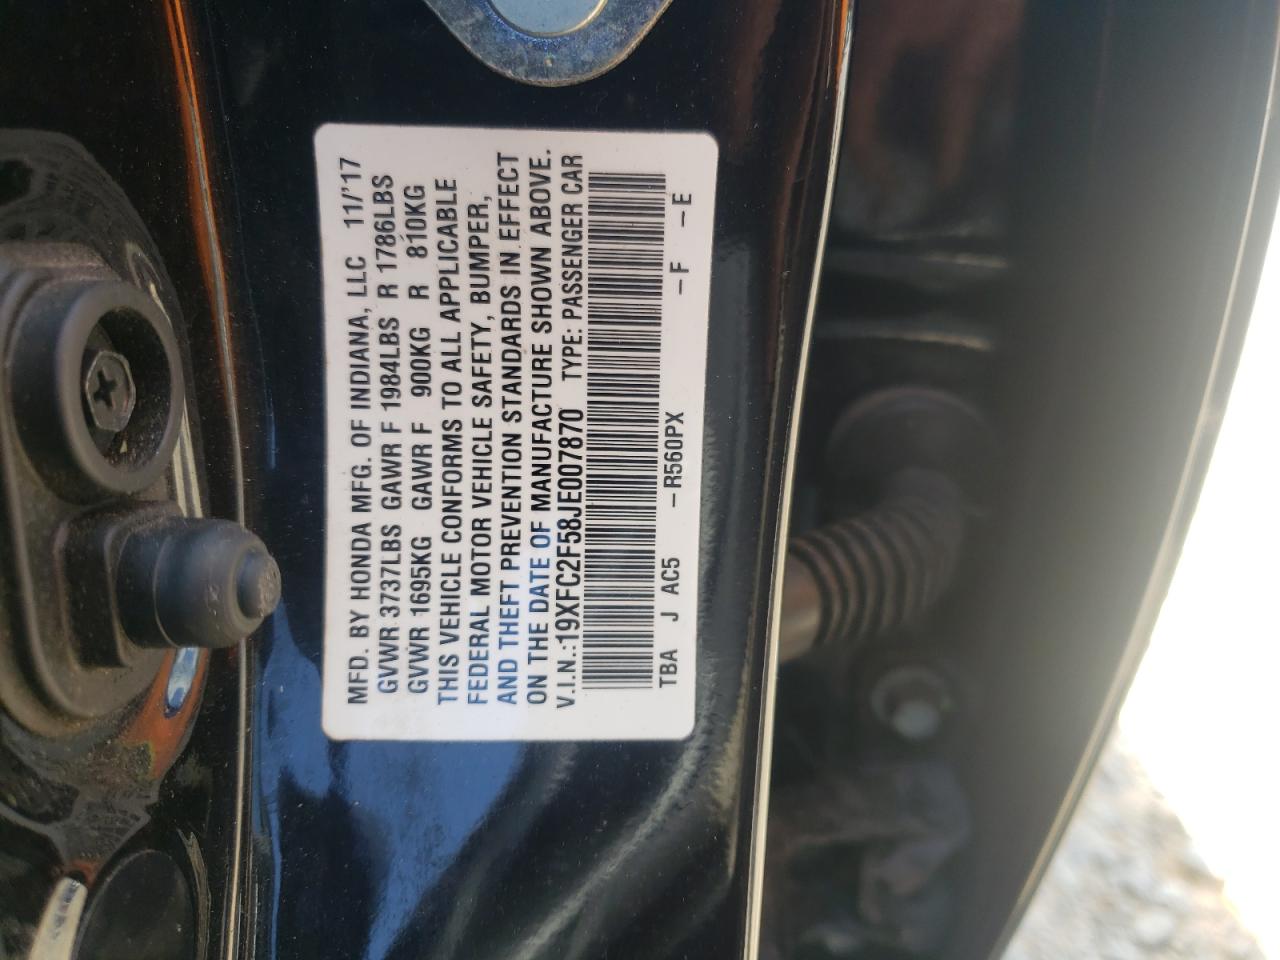 MFD. BY HONDA MFG. OF INDIANA, LLC 11/'17
GVWR 3737LBS GAWR F 1984LBS R 1786LBS
GVWR 1695KG GAWR F 900KG R 810KG
THIS VEHICLE CONFORMS TO ALL APPLICABLE
FEDERAL MOTOR VEHICLE SAFETY, BUMPER,
AND THEFT PREVENTION STANDARDS IN EFFECT
ON THE DATE OF MANUFACTURE SHOWN ABOVE.
V.I.N.:19XFC2F58JE007870 TYPE: PASSENGER CAR
TBA J AC5 -R560PX -F -E